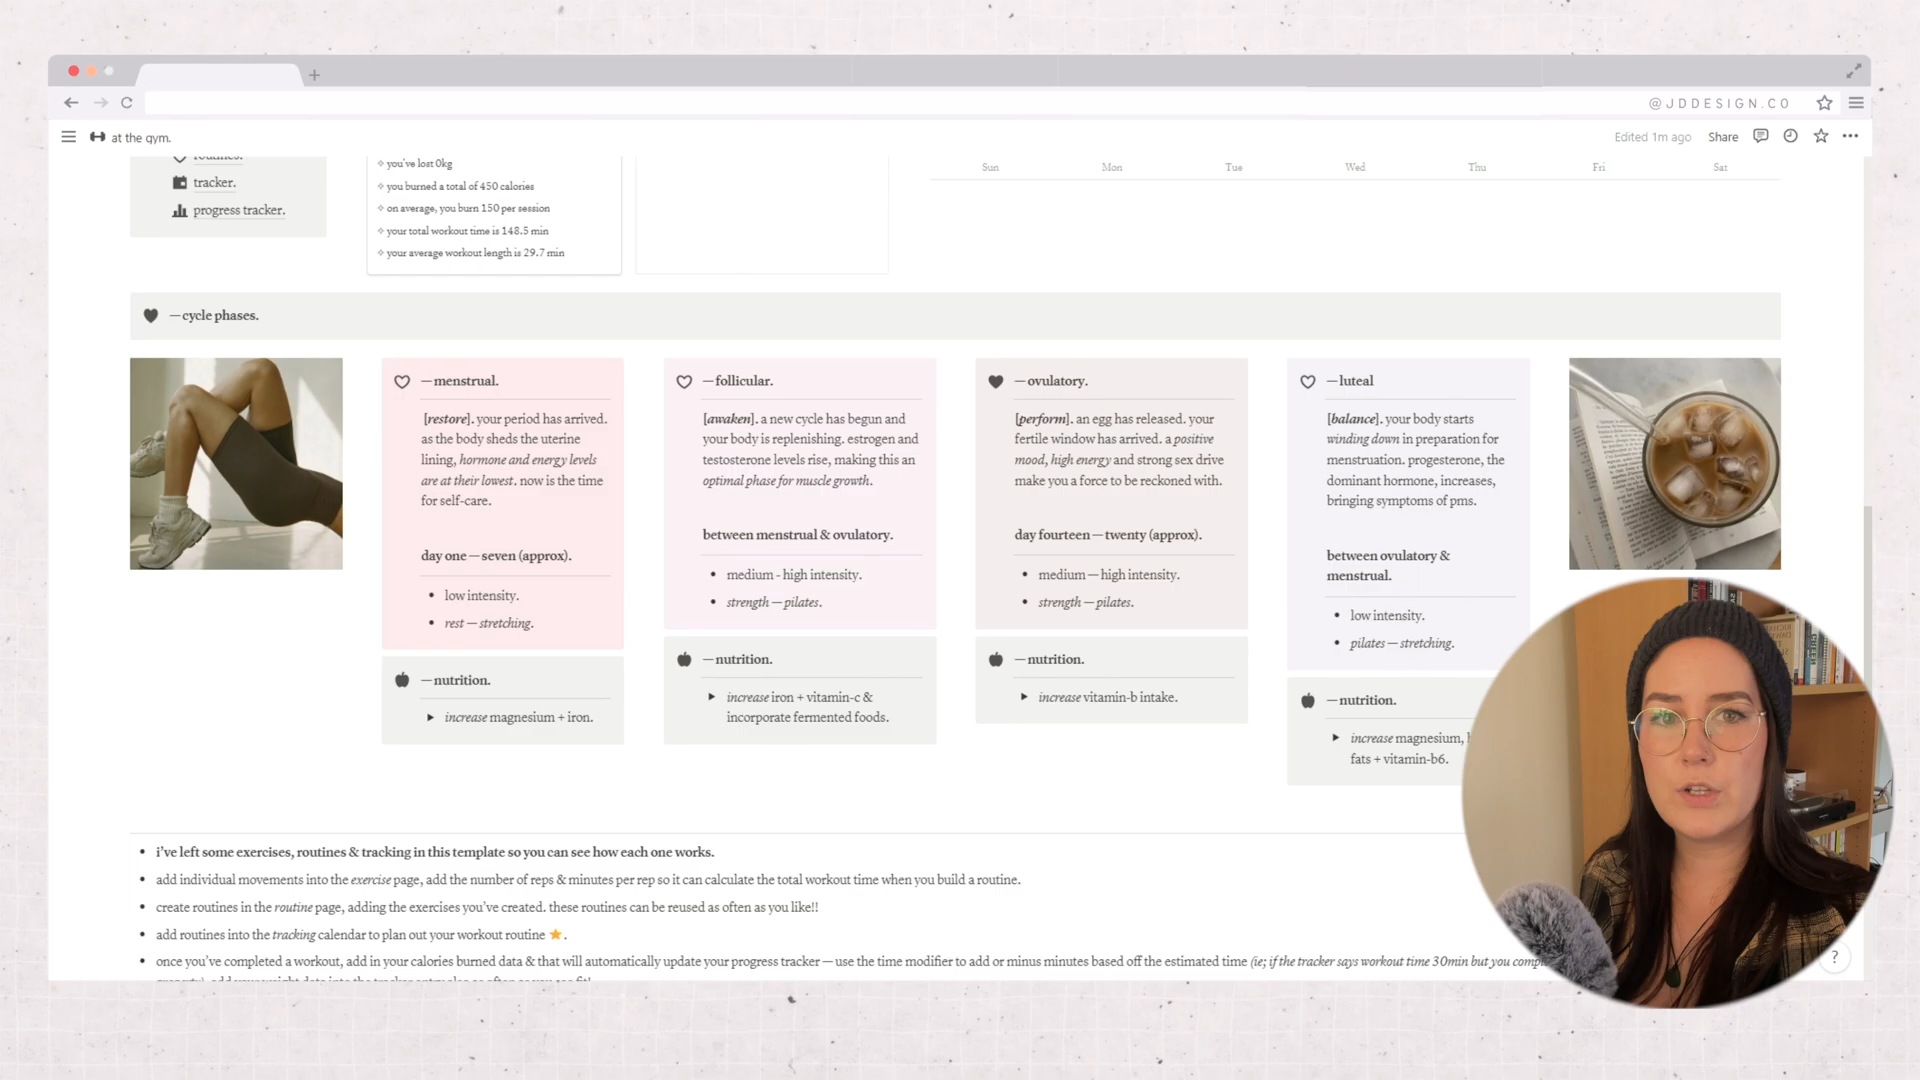 @JDDESIGN.CO
at the gym.
Edited 1m ago
Share
routines.
tracker.
progress tracker.
you've lost 0kg
you burned a total of 450 calories
on average, you burn 150 per session
your total workout time is 148.5 min
your average workout length is 29.7 min
Sun Mon Tue Wed Thu Fri Sat
— cycle phases.
— menstrual.
[restore]. your period has arrived.
as the body sheds the uterine
lining, hormone and energy levels
are at their lowest. now is the time
for self-care.
day one — seven (approx).
• low intensity.
• rest — stretching.
— nutrition.
increase magnesium + iron.
— follicular.
[awaken]. a new cycle has begun and
your body is replenishing. estrogen and
testosterone levels rise, making this an
optimal phase for muscle growth.
between menstrual & ovulatory.
• medium - high intensity.
• strength — pilates.
— nutrition.
increase iron + vitamin-c &
incorporate fermented foods.
— ovulatory.
[perform]. an egg has released. your
fertile window has arrived. a positive
mood, high energy and strong sex drive
make you a force to be reckoned with.
day fourteen — twenty (approx).
• medium — high intensity.
• strength — pilates.
— nutrition.
increase vitamin-b intake.
— luteal
[balance]. your body starts
winding down in preparation for
menstruation. progesterone, the
dominant hormone, increases,
bringing symptoms of pms.
between ovulatory &
menstrual.
• low intensity.
• pilates — stretching.
— nutrition.
increase magnesium,
fats + vitamin-b6.
• i've left some exercises, routines & tracking in this template so you can see how each one works.
• add individual movements into the exercise page, add the number of reps & minutes per rep so it can calculate the total workout time when you build a routine.
• create routines in the routine page, adding the exercises you've created. these routines can be reused as often as you like!!
• add routines into the tracking calendar to plan out your workout routine ⭐.
• once you've completed a workout, add in your calories burned data & that will automatically update your progress tracker — use the time modifier to add or minus minutes based off the estimated time (ie; if the tracker says workout time 30min but you
?